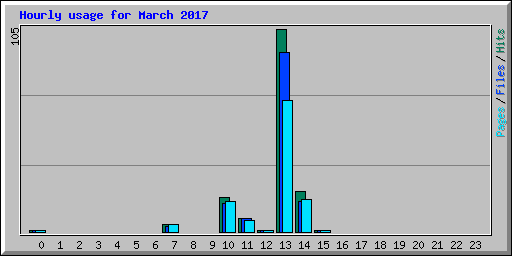 Hourly usage for March 2017
105
Pages/Files/Hits
0 1 2 3 4 5 6 7 8 9 10 11 12 13 14 15 16 17 18 19 20 21 22 23